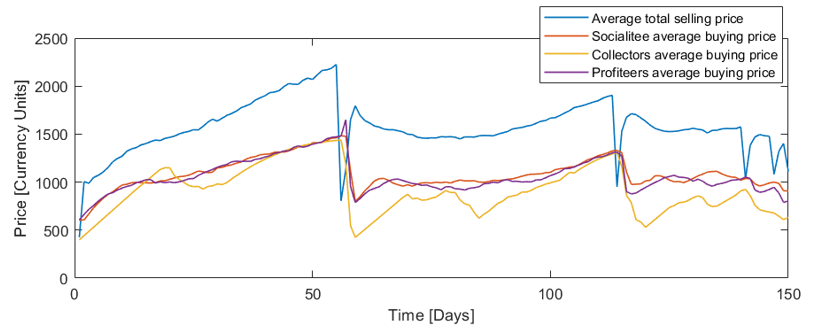 Average total selling price
Socialitee average buying price
Collectors average buying price
Profiteers average buying price
2500
2000
1500
1000
500
0
Price [Currency Units]
0 50 100 150
Time [Days]